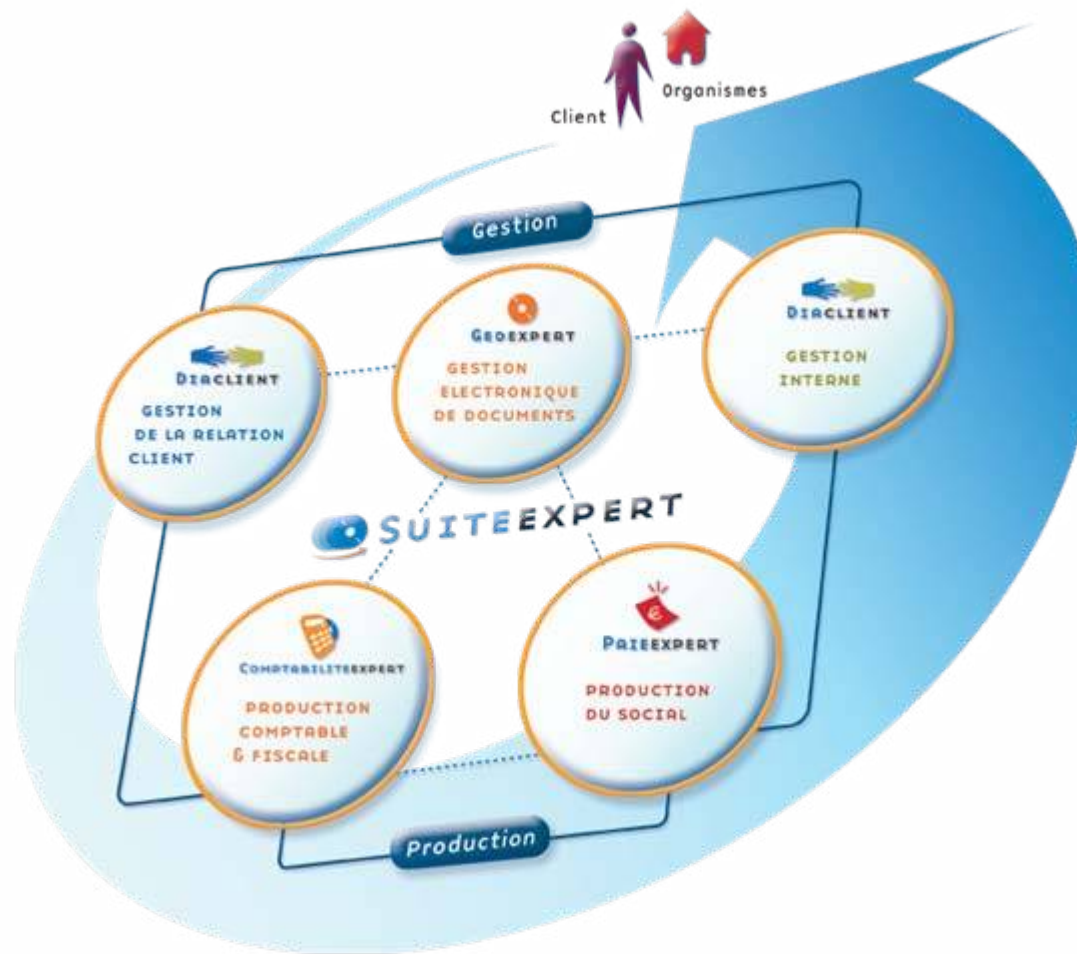 Organismes
Client
Gestion
DIACLIENT
GESTION
INTERNE
GEDEXPERT
GESTION
ELECTRONIQUE
DE DOCUMENTS
DIACLIENT
GESTION
DE LA RELATION
CLIENT
SUITEEXPERT
COMPTABILITEEXPERT
PRODUCTION
COMPTABLE
& FISCALE
PAIEEXPERT
PRODUCTION
DU SOCIAL
Production